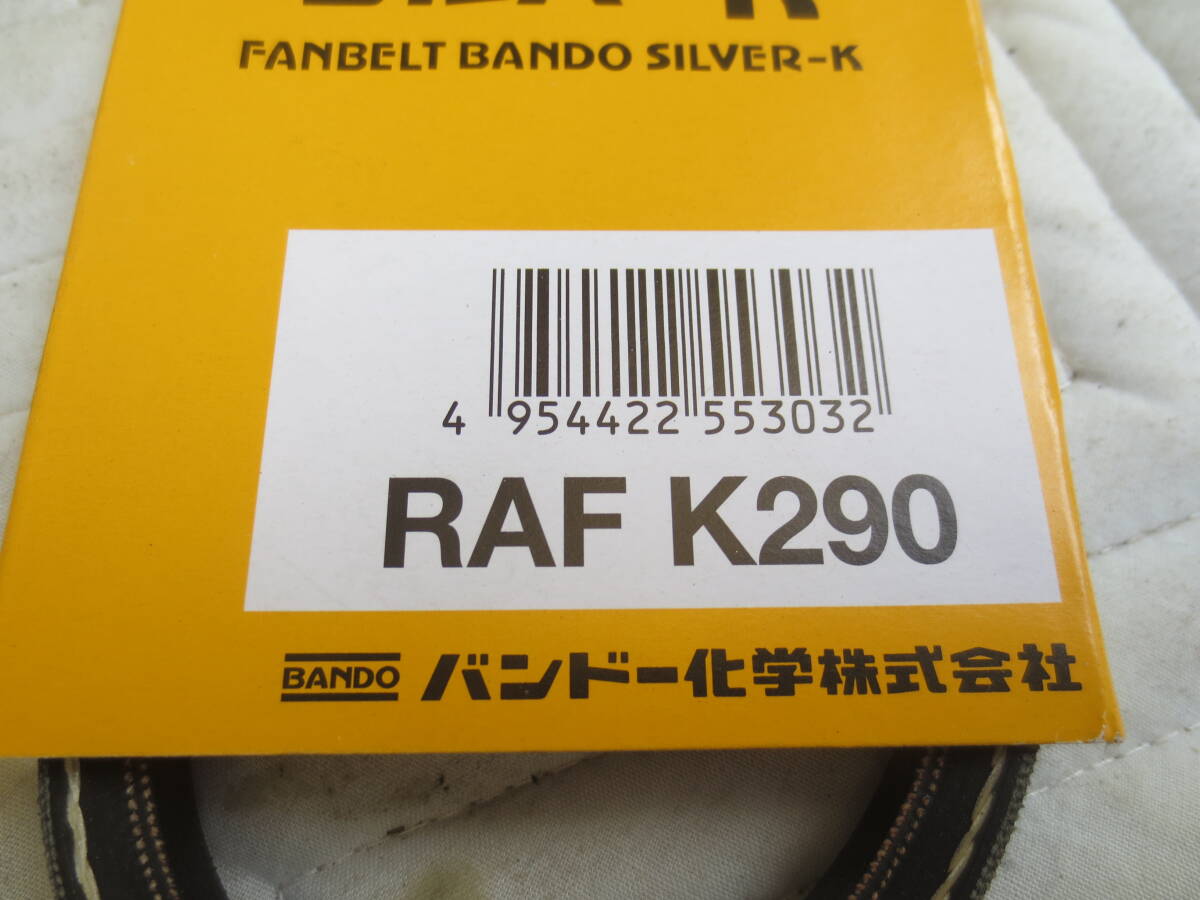 FANBELT BANDO SILVER-K
4 954422 553032
RAF K290
BANDO バンドー化学株式会社